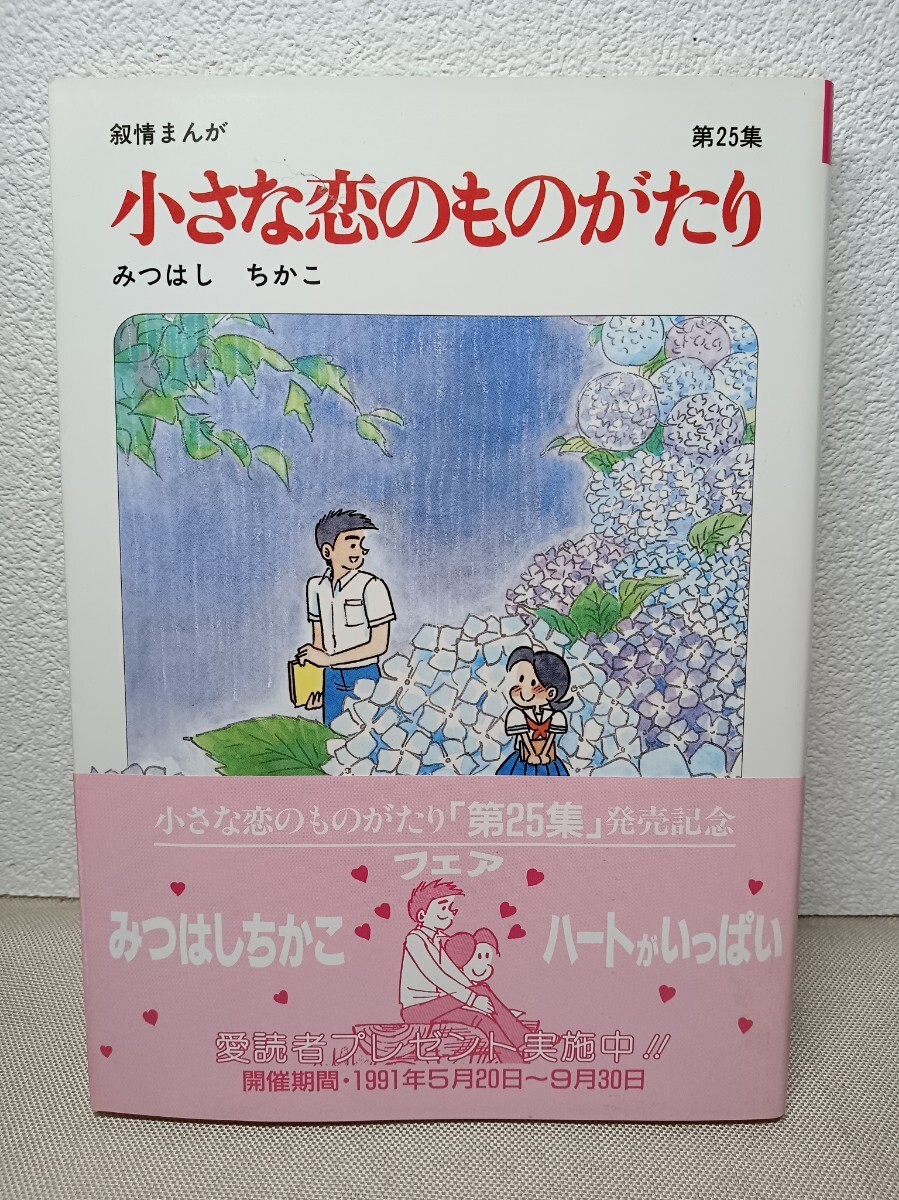 叙情まんが
第25集
小さな恋のものがたり
みつはし ちかこ
小さな恋のものがたり「第25集」発売記念
フェア
みつはしちかこ ハートがいっぱい
愛読者プレゼント実施中!!
開催期間・1991年5月20日〜9月30日